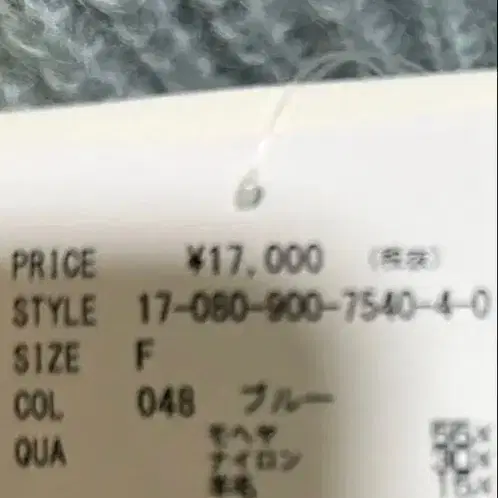 PRICE ¥17,000 (税抜)
STYLE 17-080-900-7540-4-0
SIZE F
COL 048 ブルー
QUA モヘヤ 55%
ナイロン 30%
羊毛 15%